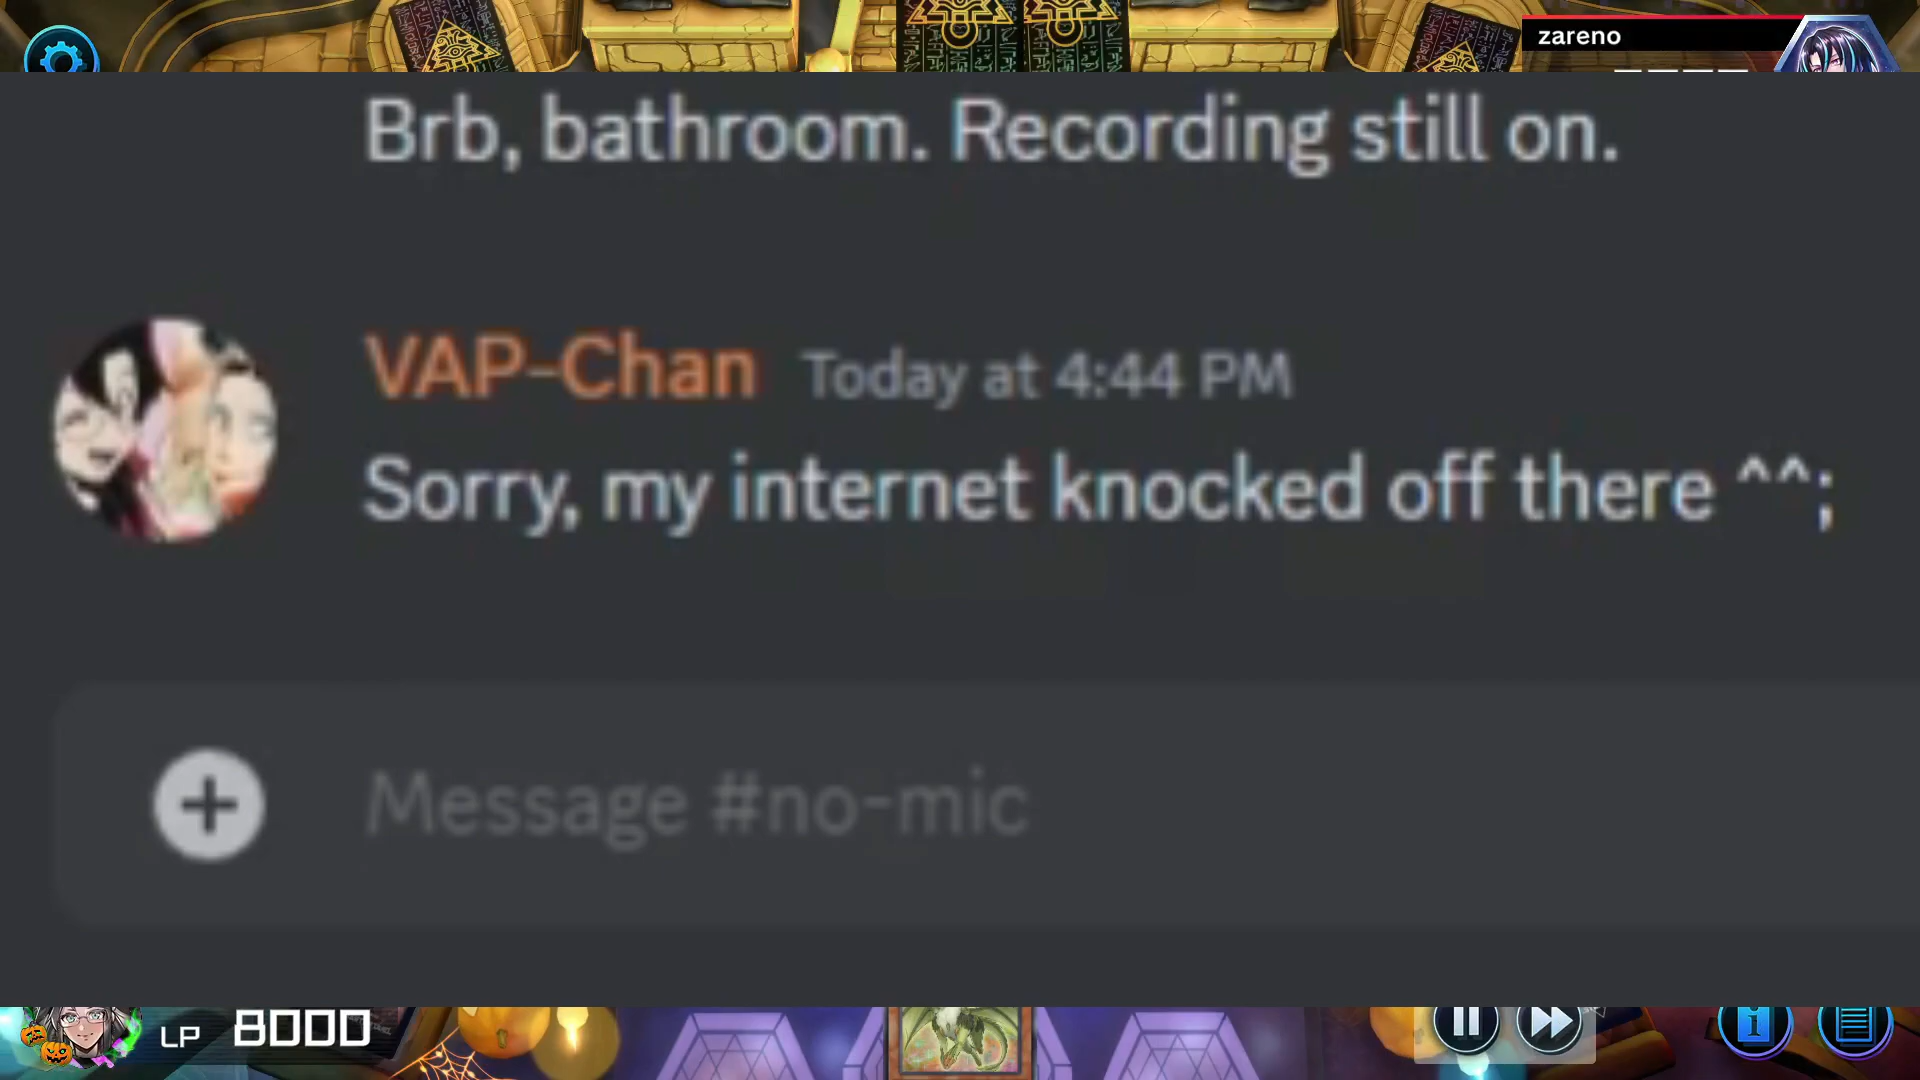 zareno
Brb, bathroom. Recording still on.
VAP-Chan Today at 4:44 PM
Sorry, my internet knocked off there ^^;
Message #no-mic
LP 8000